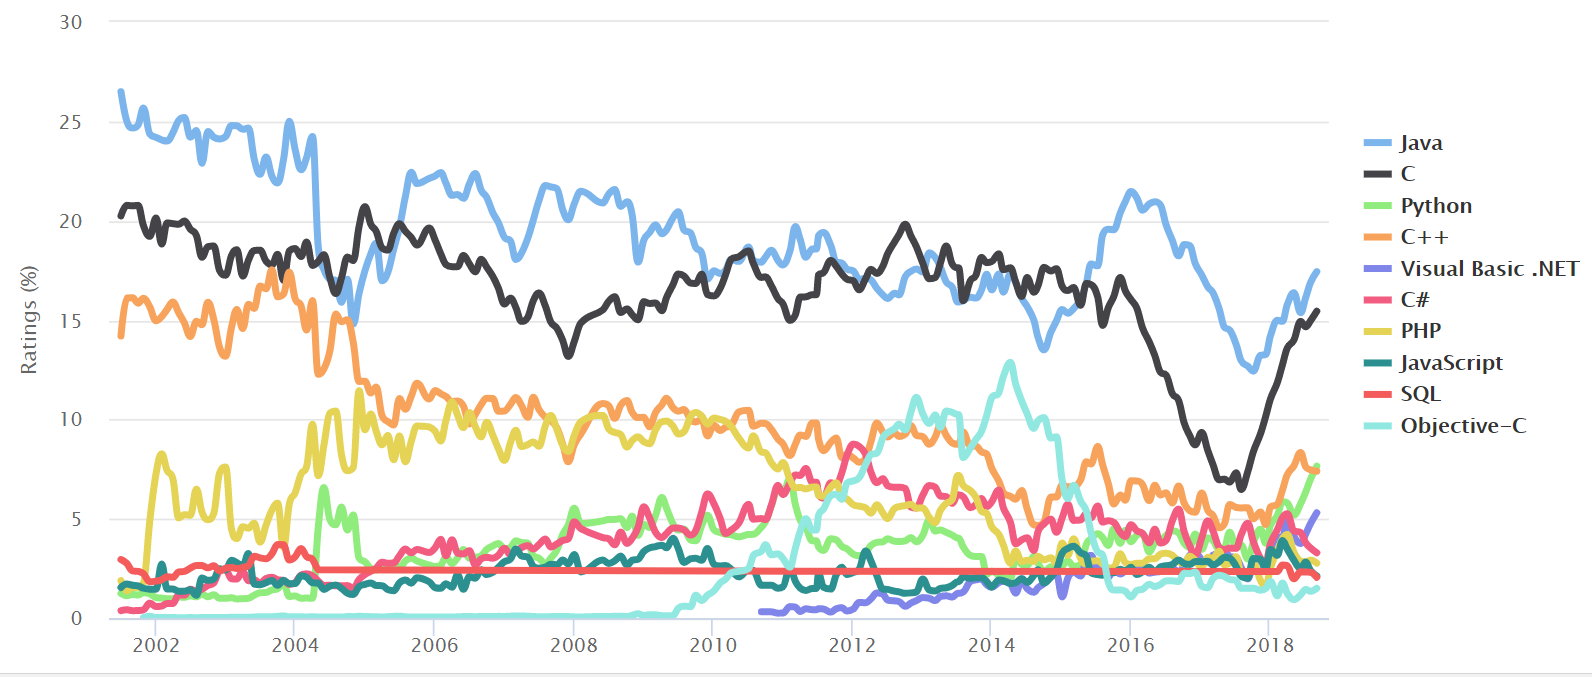 30
25
20
15
10
5
0
Ratings (%)
2002 2004 2006 2008 2010 2012 2014 2016 2018
Java
C
Python
C++
Visual Basic .NET
C#
PHP
JavaScript
SQL
Objective-C